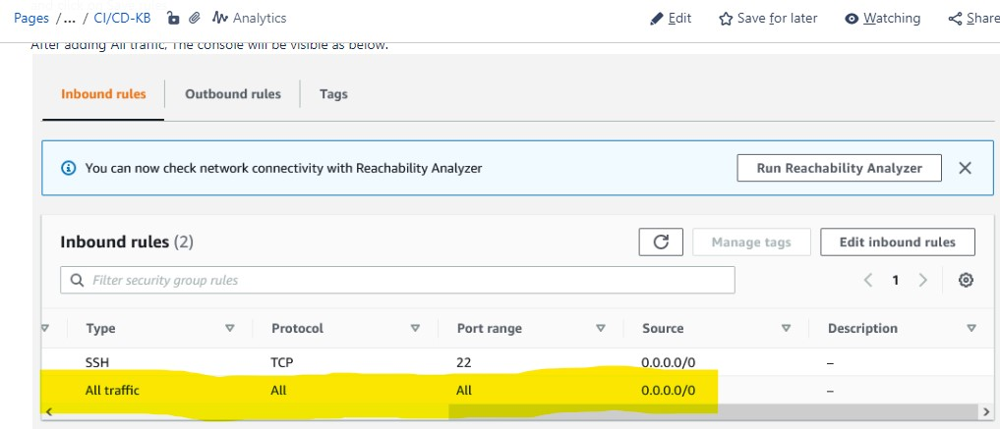 Pages /... / CI/CD-KB Analytics Edit Save for later Watching Share
After adding All traffic, The console will be visible as below.
Inbound rules Outbound rules Tags
You can now check network connectivity with Reachability Analyzer Run Reachability Analyzer
Inbound rules (2) Manage tags Edit inbound rules
Filter security group rules 1
Type Protocol Port range Source Description
SSH TCP 22 0.0.0.0/0 –
All traffic All All 0.0.0.0/0 –